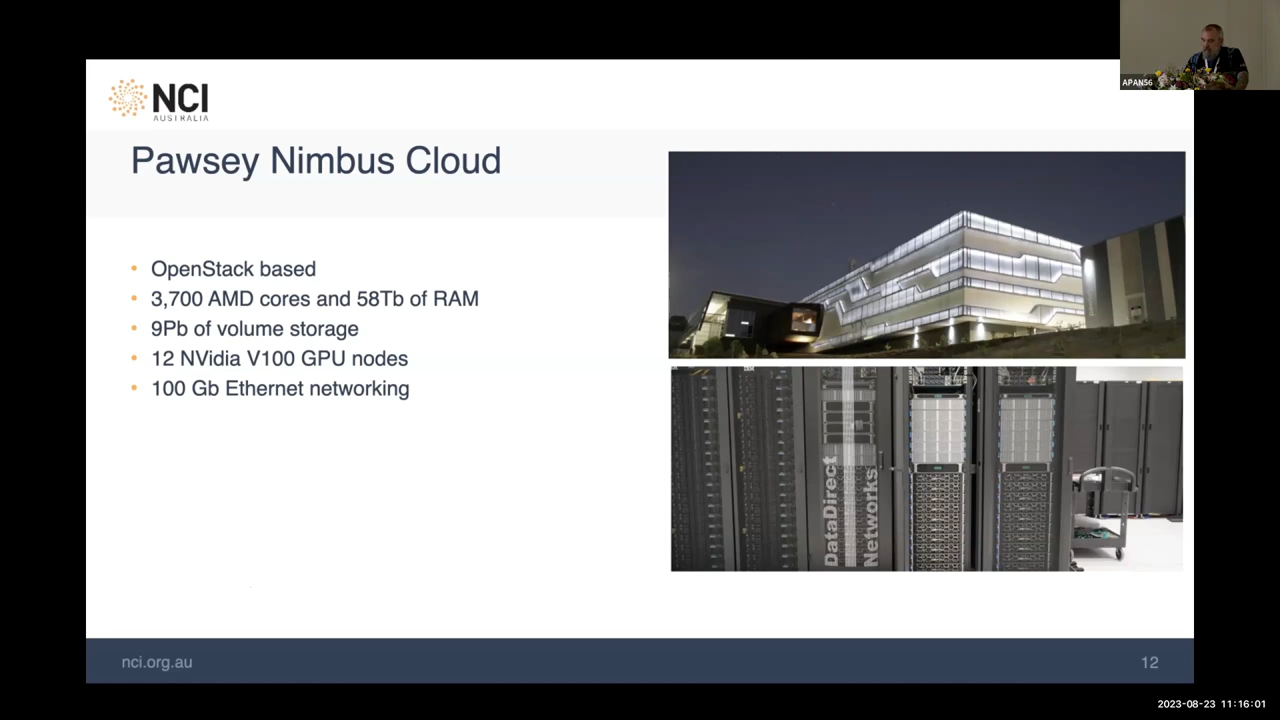 NCI
AUSTRALIA
APAN56
Pawsey Nimbus Cloud
• OpenStack based
• 3,700 AMD cores and 58Tb of RAM
• 9Pb of volume storage
• 12 NVidia V100 GPU nodes
• 100 Gb Ethernet networking
DataDirect
Networks
nci.org.au
12
2023-08-23 11:16:01